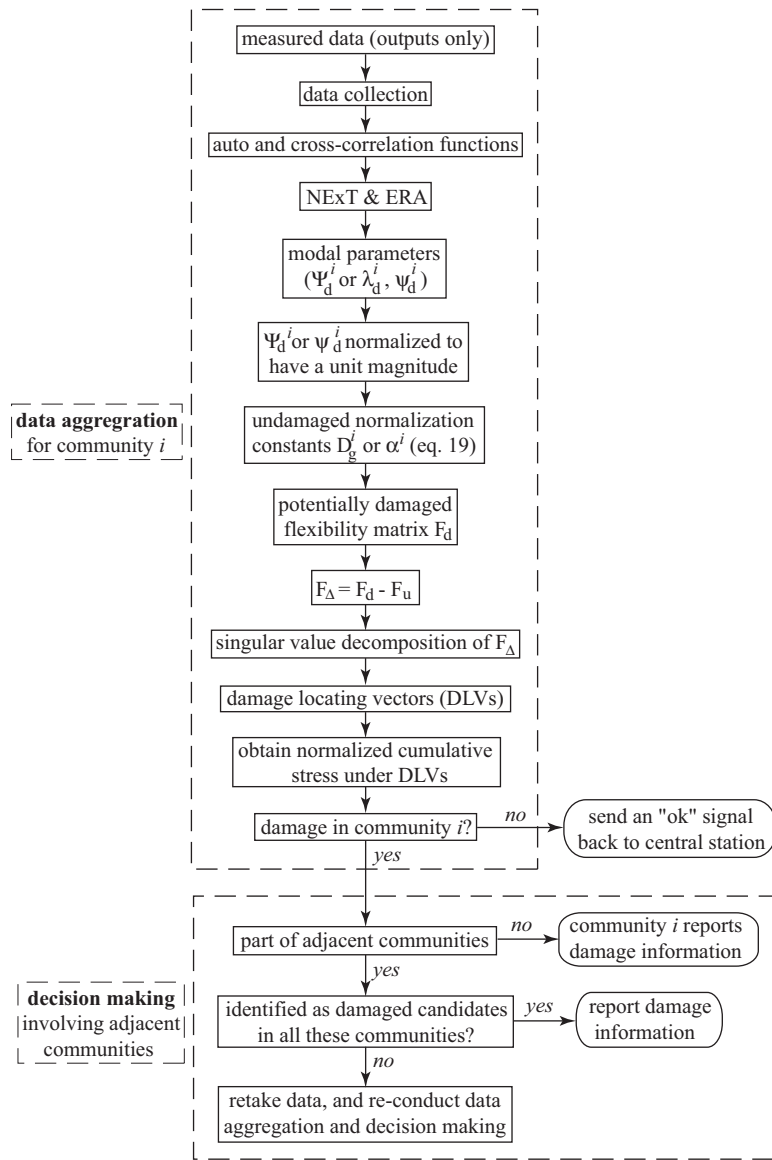 measured data (outputs only)
data collection
auto and cross-correlation functions
NExT & ERA
modal parameters
(Ψ_d^i or λ_d^i, ψ_d^i)
Ψ_d^i or ψ_d^i normalized to
have a unit magnitude
data aggregration
for community i
undamaged normalization
constants D_g^i or α^i (eq. 19)
potentially damaged
flexibility matrix F_d
F_Δ = F_d - F_u
singular value decomposition of F_Δ
damage locating vectors (DLVs)
obtain normalized cumulative
stress under DLVs
damage in community i?
no
send an "ok" signal
back to central station
yes
part of adjacent communities
no
community i reports
damage information
yes
decision making
involving adjacent
communities
identified as damaged candidates
in all these communities?
yes
report damage
information
no
retake data, and re-conduct data
aggregation and decision making